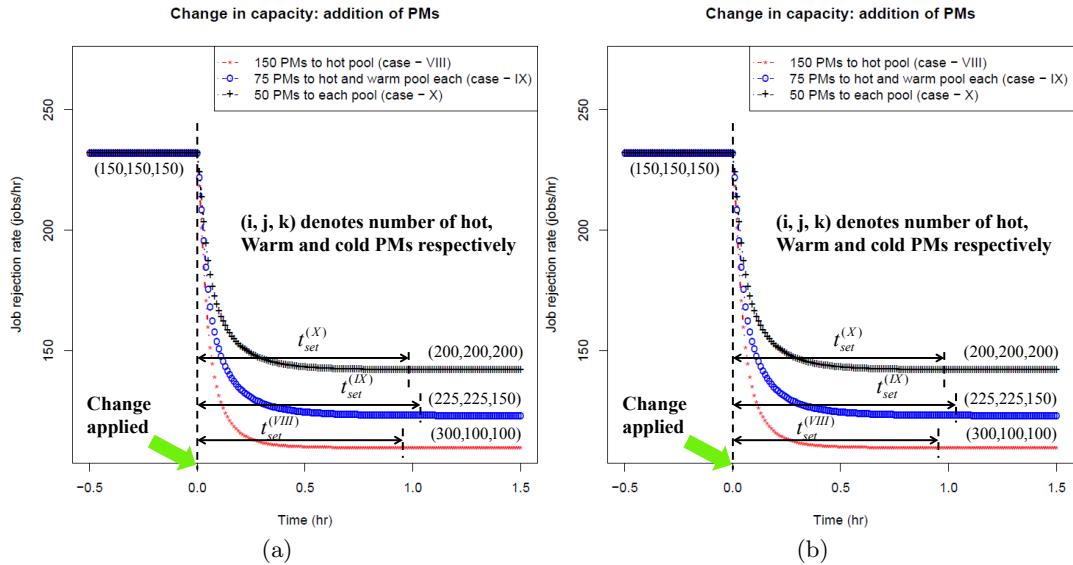 Change in capacity: addition of PMs
150 PMs to hot pool (case − VIII)
75 PMs to hot and warm pool each (case − IX)
50 PMs to each pool (case − X)
Job rejection rate (jobs/hr)
250
200
150
(150,150,150)
(i, j, k) denotes number of hot,
Warm and cold PMs respectively
t_set^(X)
(200,200,200)
t_set^(IX)
(225,225,150)
Change
applied
t_set^(VIII)
(300,100,100)
−0.5 0.0 0.5 1.0 1.5
Time (hr)
(a)
Change in capacity: addition of PMs
150 PMs to hot pool (case − VIII)
75 PMs to hot and warm pool each (case − IX)
50 PMs to each pool (case − X)
Job rejection rate (jobs/hr)
250
200
150
(150,150,150)
(i, j, k) denotes number of hot,
Warm and cold PMs respectively
t_set^(X)
(200,200,200)
t_set^(IX)
(225,225,150)
Change
applied
t_set^(VIII)
(300,100,100)
−0.5 0.0 0.5 1.0 1.5
Time (hr)
(b)